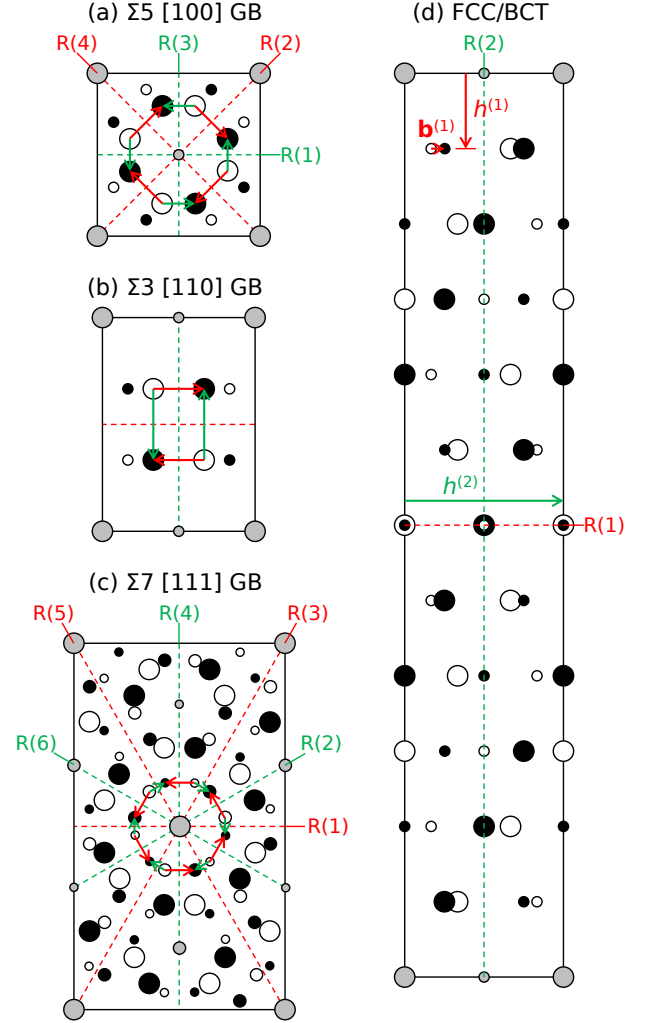 (a) Σ5 [100] GB
R(4) R(3) R(2)
R(1)
(b) Σ3 [110] GB
(c) Σ7 [111] GB
R(5) R(4) R(3)
R(6) R(2)
R(1)
(d) FCC/BCT
R(2)
h⁽¹⁾
b⁽¹⁾
h⁽²⁾
R(1)